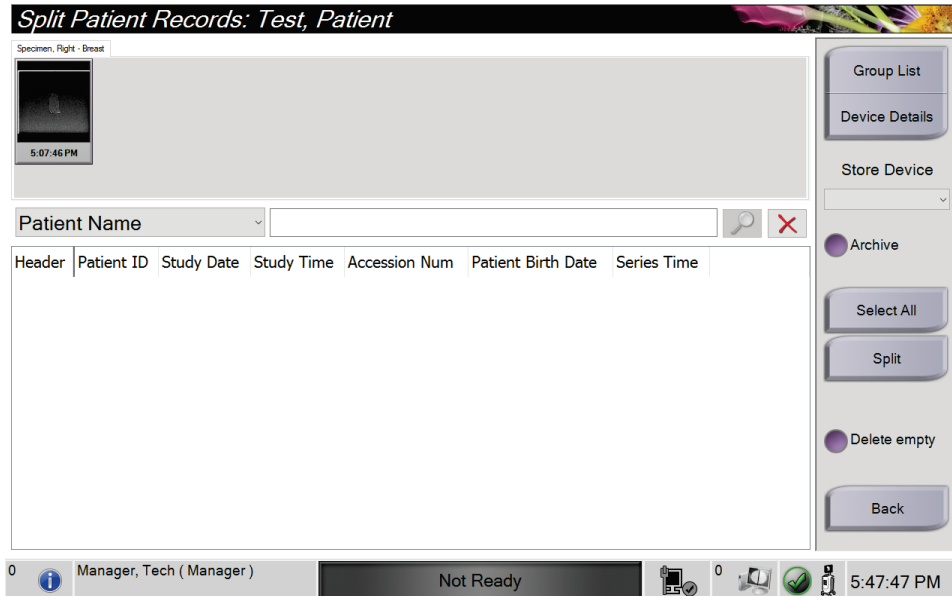 Split Patient Records: Test, Patient
Specimen, Right - Breast
5:07:46 PM
Group List
Device Details
Store Device
Patient Name
Archive
Header Patient ID Study Date Study Time Accession Num Patient Birth Date Series Time
Select All
Split
Delete empty
Back
0 Manager, Tech ( Manager ) Not Ready 0 5:47:47 PM